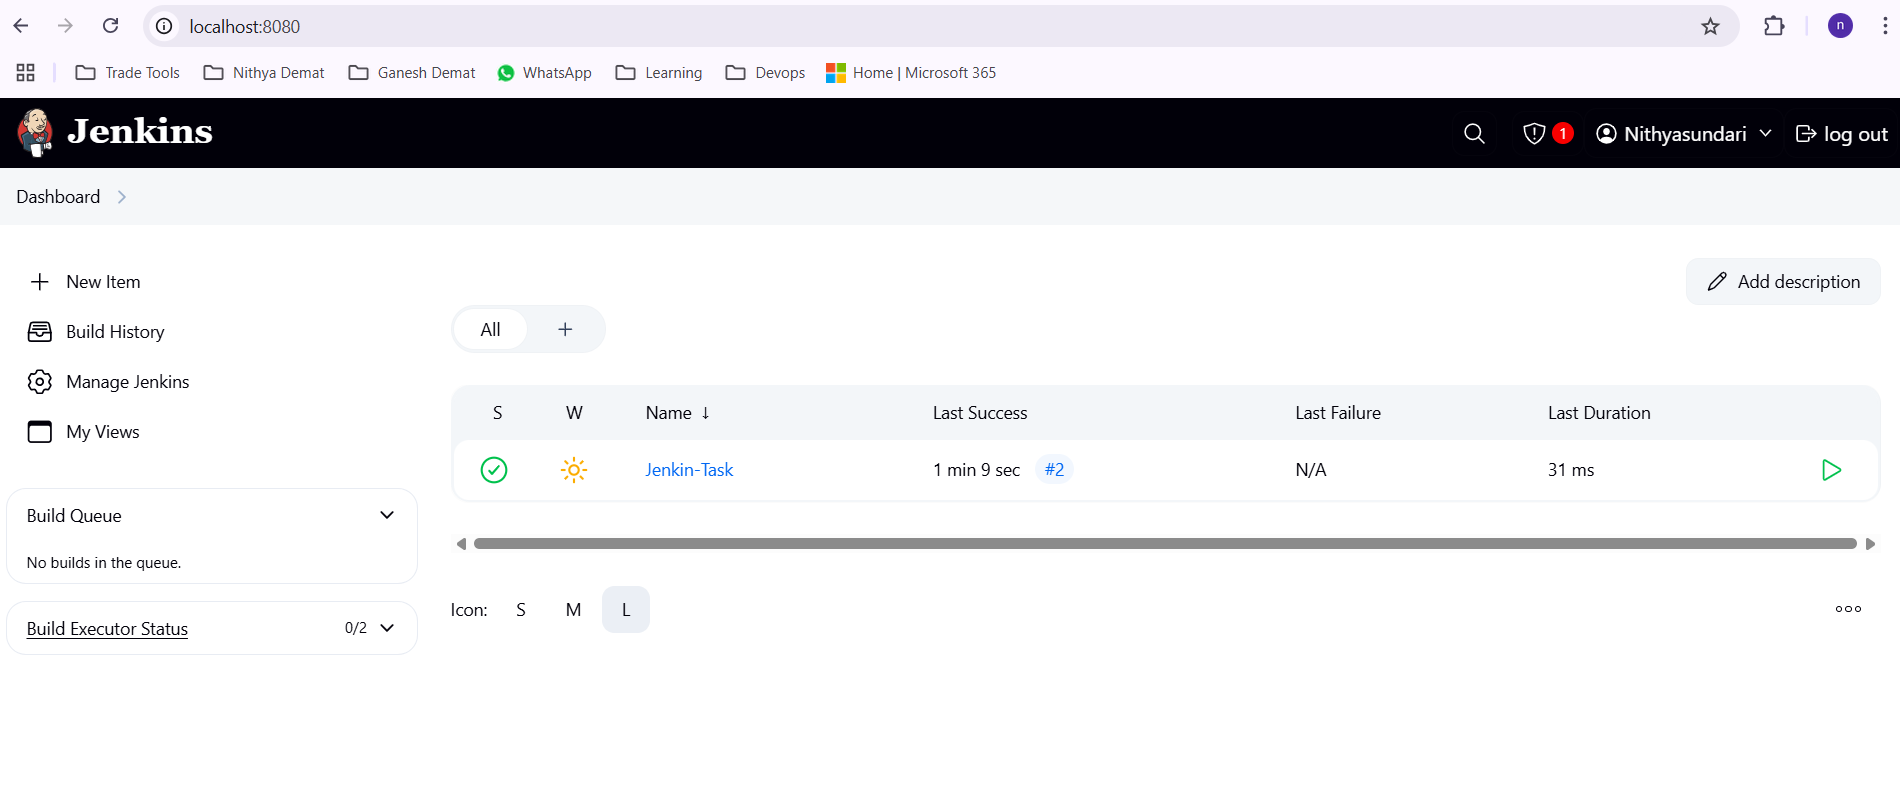 localhost:8080
n
Trade Tools
Nithya Demat
Ganesh Demat
WhatsApp
Learning
Devops
Home | Microsoft 365
Jenkins
1
Nithyasundari
log out
Dashboard
New Item
Build History
Manage Jenkins
My Views
Build Queue
No builds in the queue.
Build Executor Status 0/2
Add description
All +
S W Name ↓ Last Success Last Failure Last Duration
Jenkin-Task 1 min 9 sec #2 N/A 31 ms
Icon: S M L